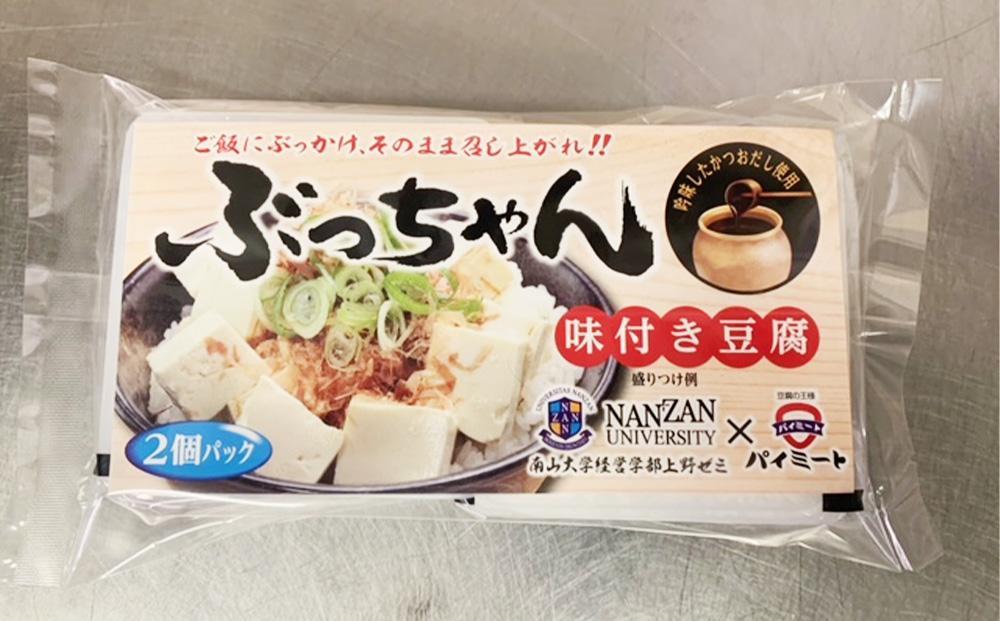 ご飯にぶっかけ、そのまま召し上がれ!!
ぶっちゃん
吟味したかつおだし使用
味付き豆腐
盛りつけ例
2個パック
UNIVERSITAS NANZAN
NAN
ZAN
NANZAN
UNIVERSITY
×
豆腐の王様
パイミート
パイミート
南山大学経営学部上野ゼミ